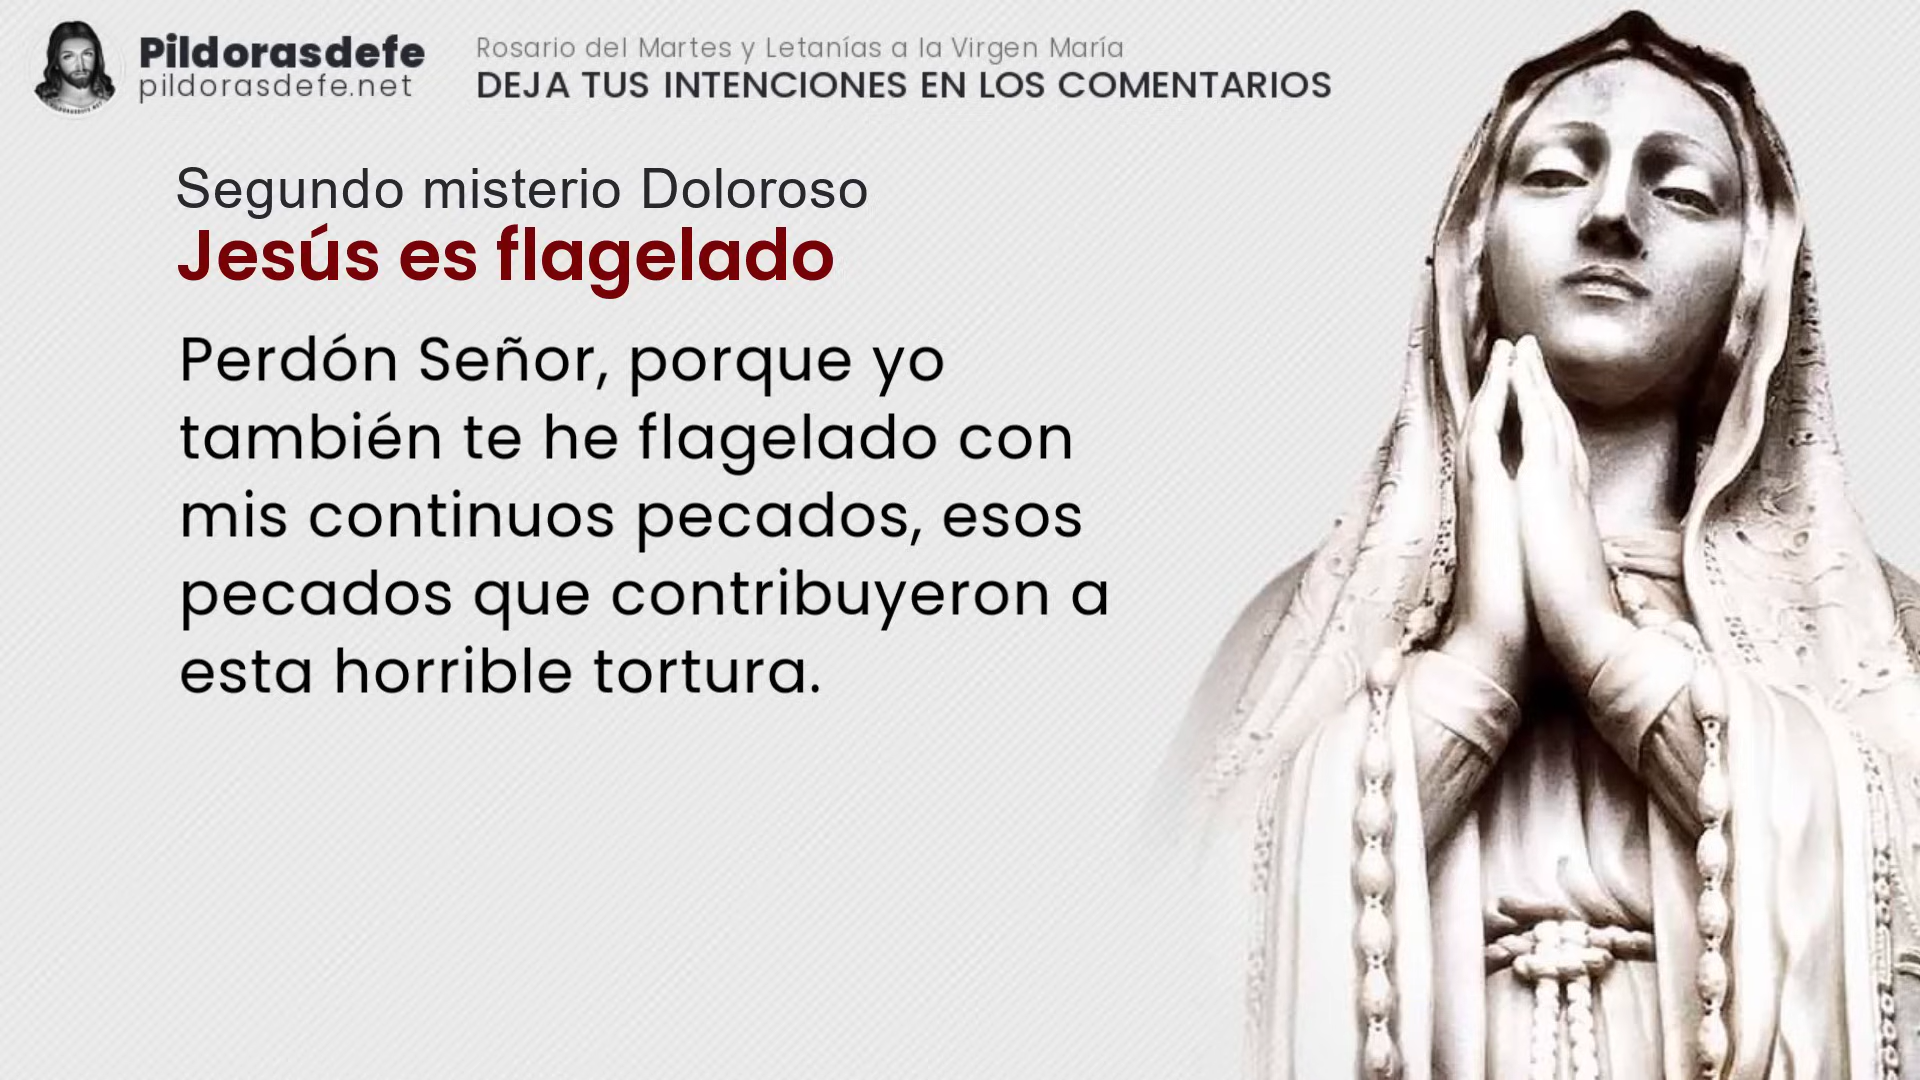 Pildorasdefe
pildorasdefe.net
Rosario del Martes y Letanías a la Virgen María
DEJA TUS INTENCIONES EN LOS COMENTARIOS
Segundo misterio Doloroso
Jesús es flagelado
Perdón Señor, porque yo
también te he flagelado con
mis continuos pecados, esos
pecados que contribuyeron a
esta horrible tortura.